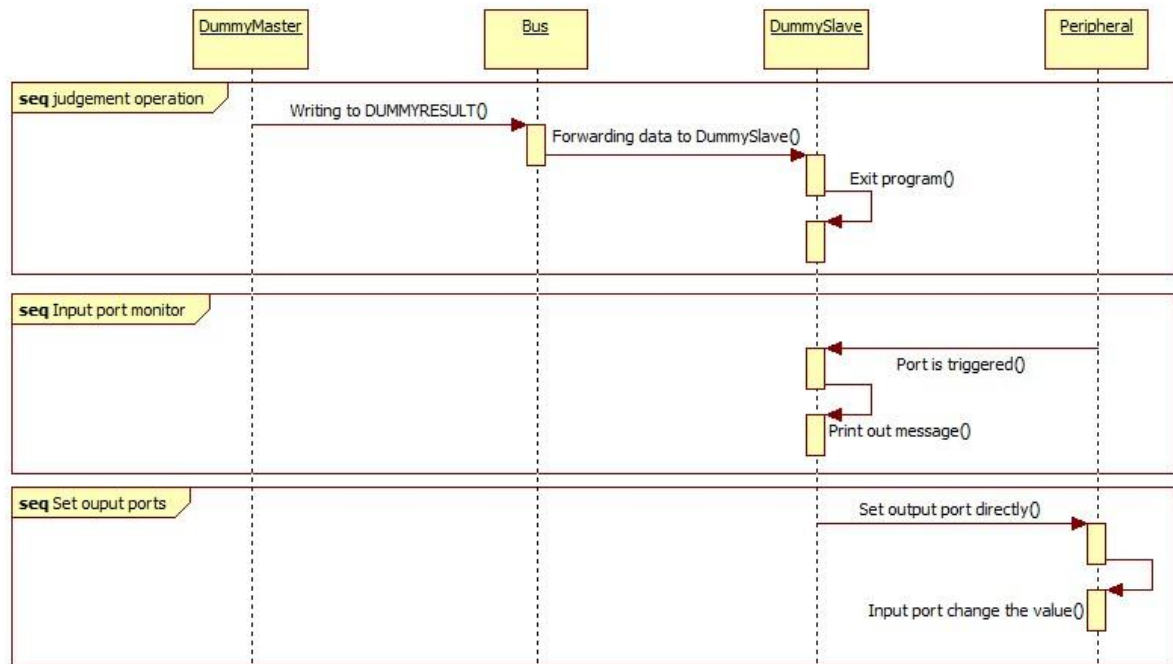 DummyMaster
Bus
DummySlave
Peripheral
seq judgement operation
Writing to DUMMYRESULT()
Forwarding data to DummySlave()
Exit program()
seq Input port monitor
Port is triggered()
Print out message()
seq Set ouput ports
Set output port directly()
Input port change the value()